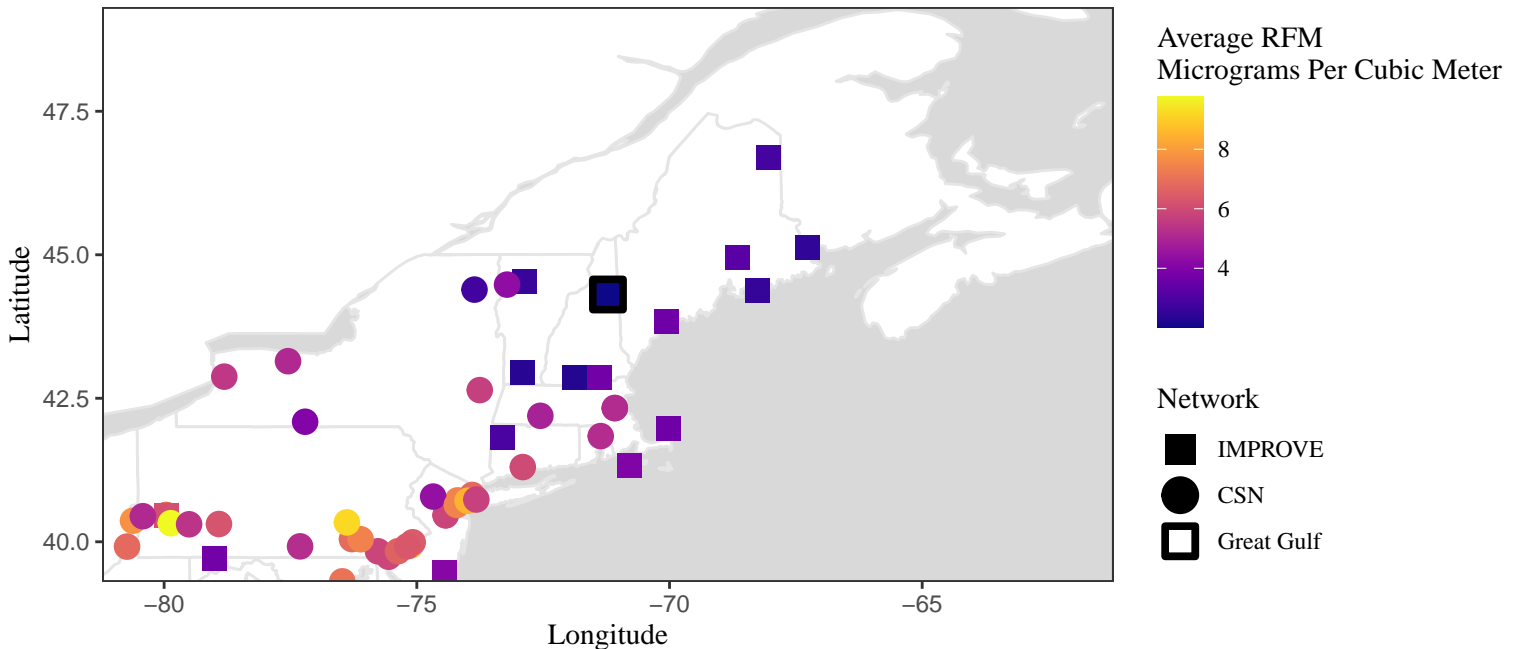 Average RFM
Micrograms Per Cubic Meter
8
6
4
Network
IMPROVE
CSN
Great Gulf
Latitude
47.5
45.0
42.5
40.0
−80
−75
−70
−65
Longitude